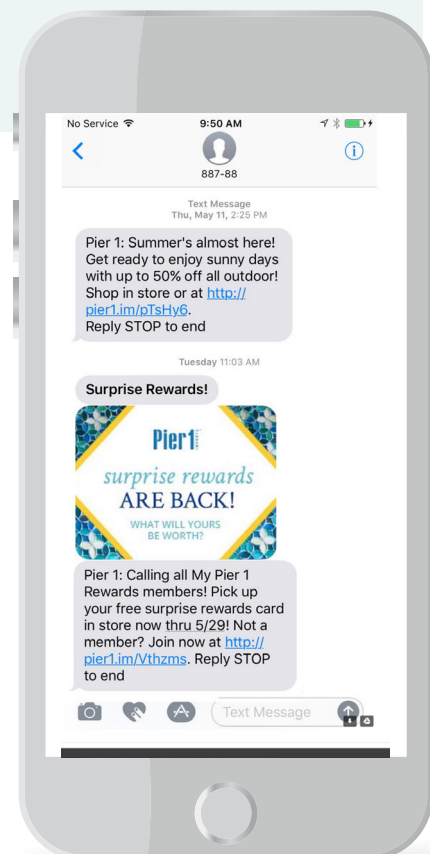 No Service 9:50 AM
887-88
Text Message
Thu, May 11, 2:25 PM
Pier 1: Summer's almost here!
Get ready to enjoy sunny days
with up to 50% off all outdoor!
Shop in store or at http://
pier1.im/pTsHy6.
Reply STOP to end
Tuesday 11:03 AM
Surprise Rewards!
Pier1
surprise rewards
ARE BACK!
WHAT WILL YOURS
BE WORTH?
Pier 1: Calling all My Pier 1
Rewards members! Pick up
your free surprise rewards card
in store now thru 5/29! Not a
member? Join now at http://
pier1.im/Vthzms. Reply STOP
to end
Text Message